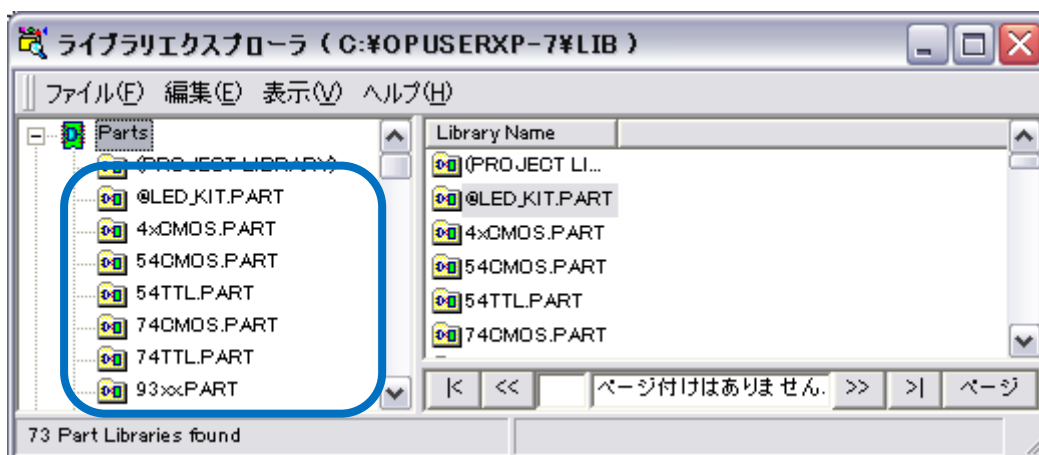 ライブラリエクスプローラ ( C:¥OPUSERXP-7¥LIB )
ファイル(F) 編集(E) 表示(V) ヘルプ(H)
Parts
(PROJECT LIBRARY)
@LED_KIT.PART
4xCMOS.PART
54CMOS.PART
54TTL.PART
74CMOS.PART
74TTL.PART
93xx.PART
Library Name
(PROJECT LI...
@LED_KIT.PART
4xCMOS.PART
54CMOS.PART
54TTL.PART
74CMOS.PART
|< << ページ付けはありません. >> >| ページ
73 Part Libraries found